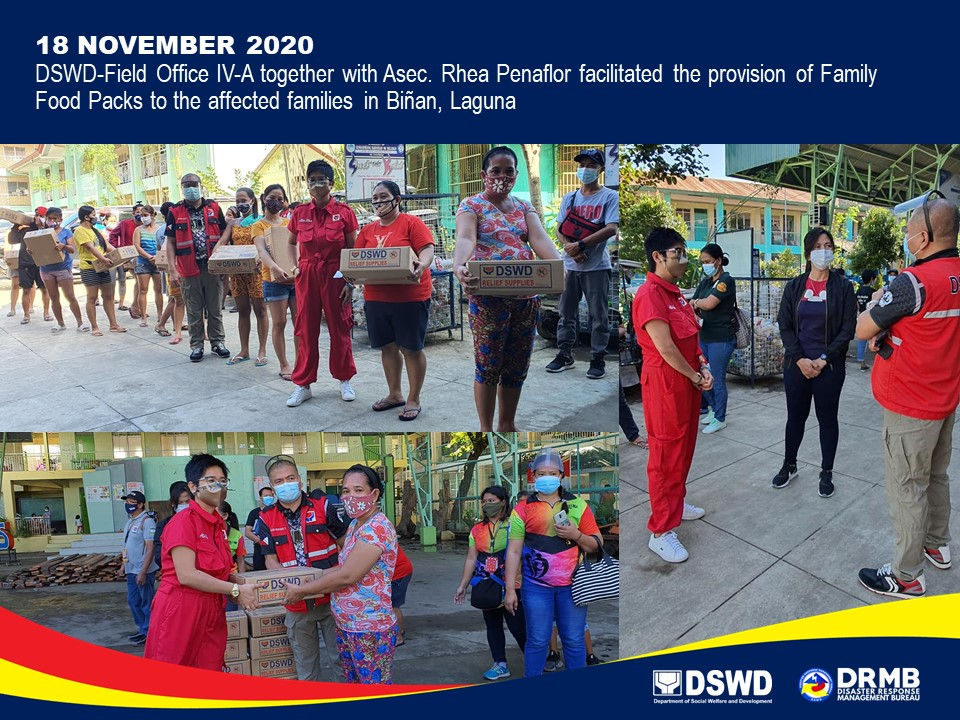 18 NOVEMBER 2020
DSWD-Field Office IV-A together with Asec. Rhea Penaflor facilitated the provision of Family
Food Packs to the affected families in Biñan, Laguna
DSWD
RELIEF SUPPLIES
DSWD
RELIEF SUPPLIES
DSWD
DSWD
DSWD
Department of Social Welfare and Development
DRMB
DISASTER RESPONSE
MANAGEMENT BUREAU